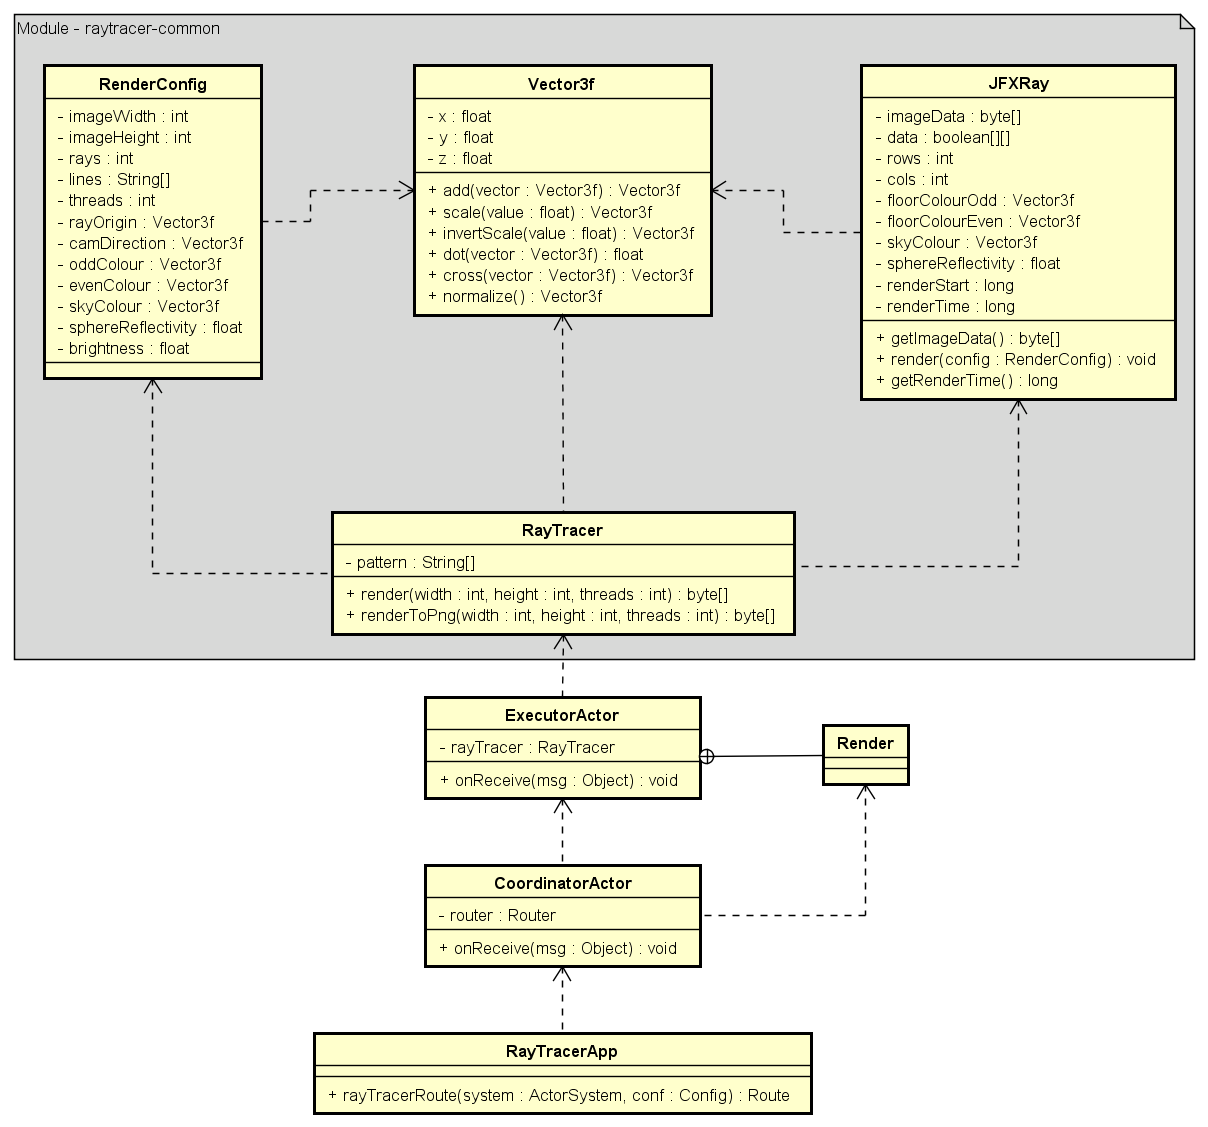 Module - raytracer-common
RenderConfig
- imageWidth : int
- imageHeight : int
- rays : int
- lines : String[]
- threads : int
- rayOrigin : Vector3f
- camDirection : Vector3f
- oddColour : Vector3f
- evenColour : Vector3f
- skyColour : Vector3f
- sphereReflectivity : float
- brightness : float
Vector3f
- x : float
- y : float
- z : float
+ add(vector : Vector3f) : Vector3f
+ scale(value : float) : Vector3f
+ invertScale(value : float) : Vector3f
+ dot(vector : Vector3f) : float
+ cross(vector : Vector3f) : Vector3f
+ normalize() : Vector3f
JFXRay
- imageData : byte[]
- data : boolean[][]
- rows : int
- cols : int
- floorColourOdd : Vector3f
- floorColourEven : Vector3f
- skyColour : Vector3f
- sphereReflectivity : float
- renderStart : long
- renderTime : long
+ getImageData() : byte[]
+ render(config : RenderConfig) : void
+ getRenderTime() : long
RayTracer
- pattern : String[]
+ render(width : int, height : int, threads : int) : byte[]
+ renderToPng(width : int, height : int, threads : int) : byte[]
ExecutorActor
- rayTracer : RayTracer
+ onReceive(msg : Object) : void
Render
CoordinatorActor
- router : Router
+ onReceive(msg : Object) : void
RayTracerApp
+ rayTracerRoute(system : ActorSystem, conf : Config) : Route